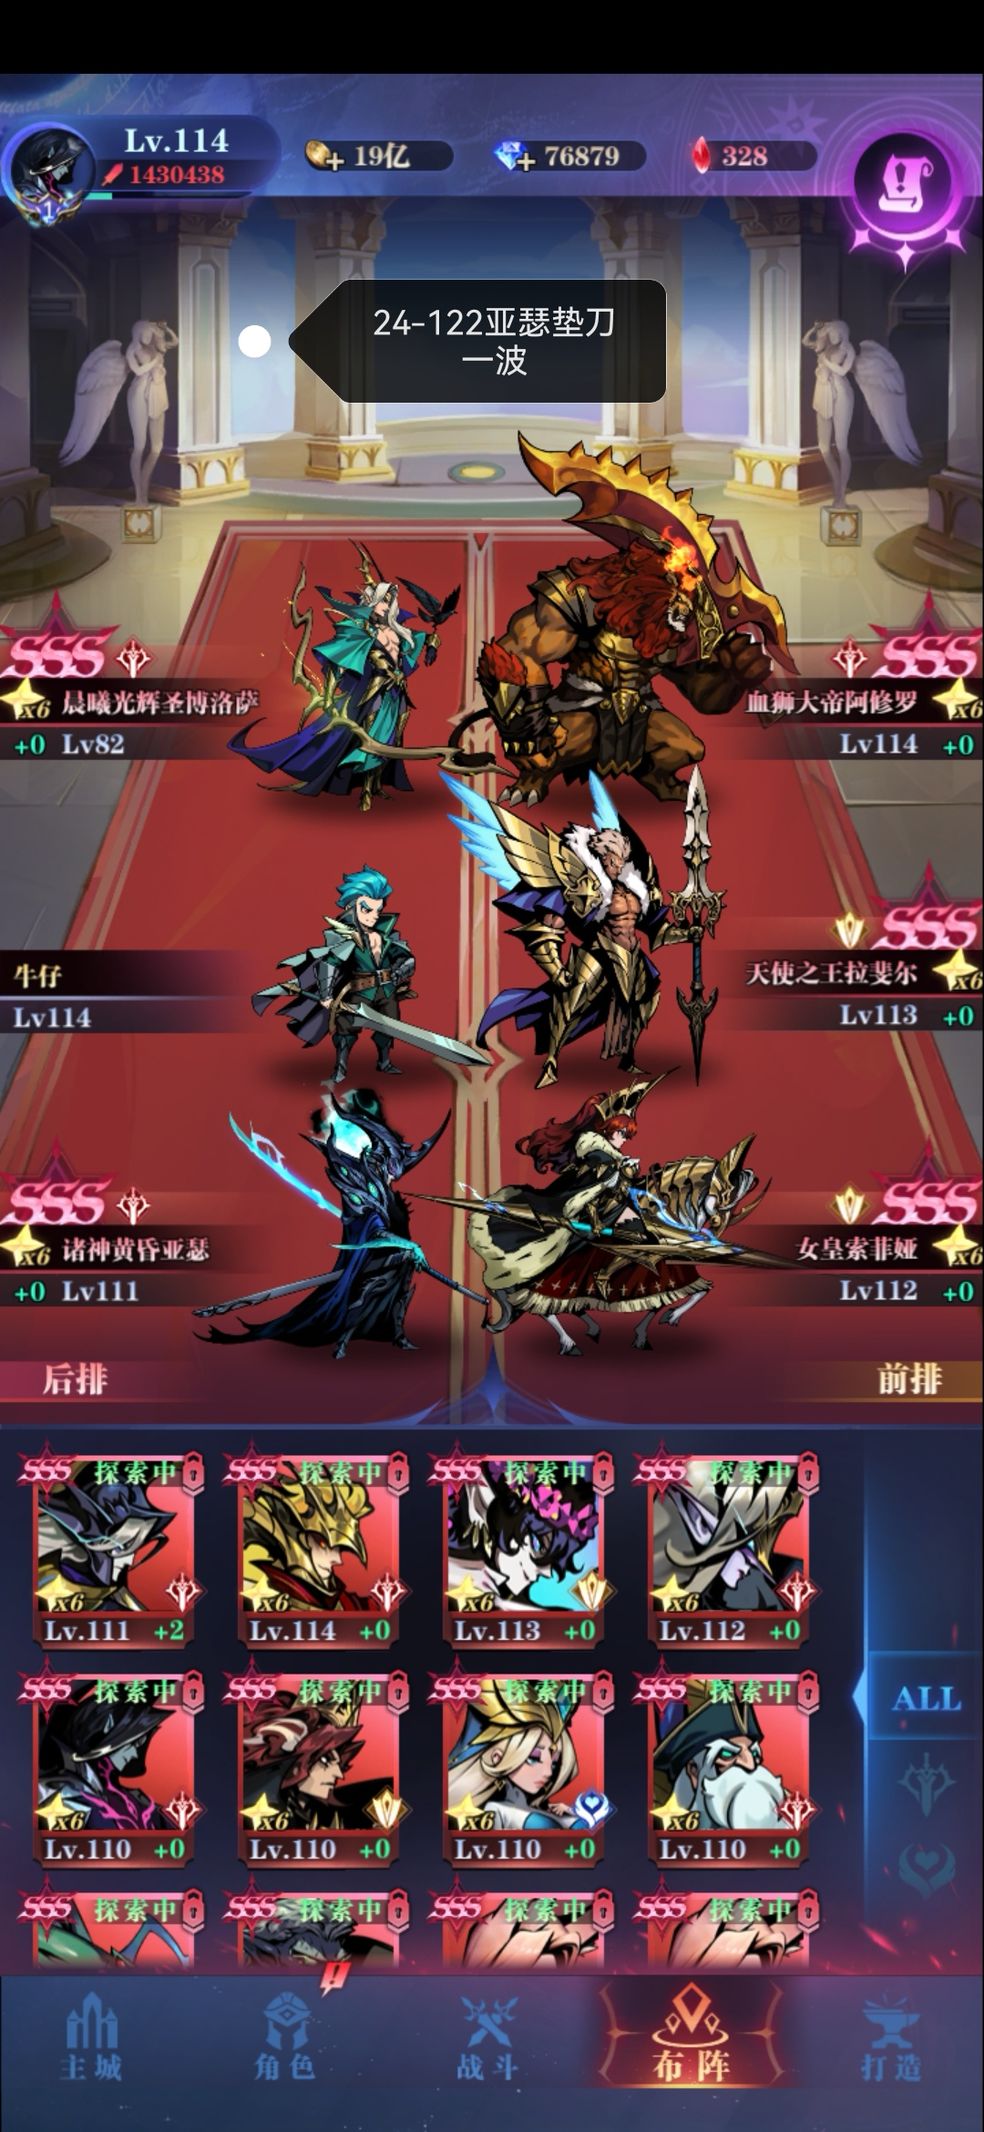 Lv.114
1430438
19亿
76879
328
1
24-122亚瑟垫刀
一波
SSS
x6 晨曦光辉圣博洛萨
+0 Lv82
SSS
血狮大帝阿修罗 x6
Lv114 +0
牛仔
Lv114
SSS
天使之王拉斐尔 x6
Lv113 +0
SSS
x6 诸神黄昏亚瑟
+0 Lv111
SSS
女皇索菲娅 x6
Lv112 +0
后排
前排
SSS 探索中
x6
Lv.111 +2
SSS 探索中
x6
Lv.114 +0
SSS 探索中
x6
Lv.113 +0
SSS 探索中
x6
Lv.112 +0
SSS 探索中
x6
Lv.110 +0
SSS 探索中
x6
Lv.110 +0
SSS 探索中
x6
Lv.110 +0
SSS 探索中
x6
Lv.110 +0
SSS 探索中
SSS 探索中
SSS 探索中
SSS 探索中
ALL
主城
角色
战斗
布阵
打造